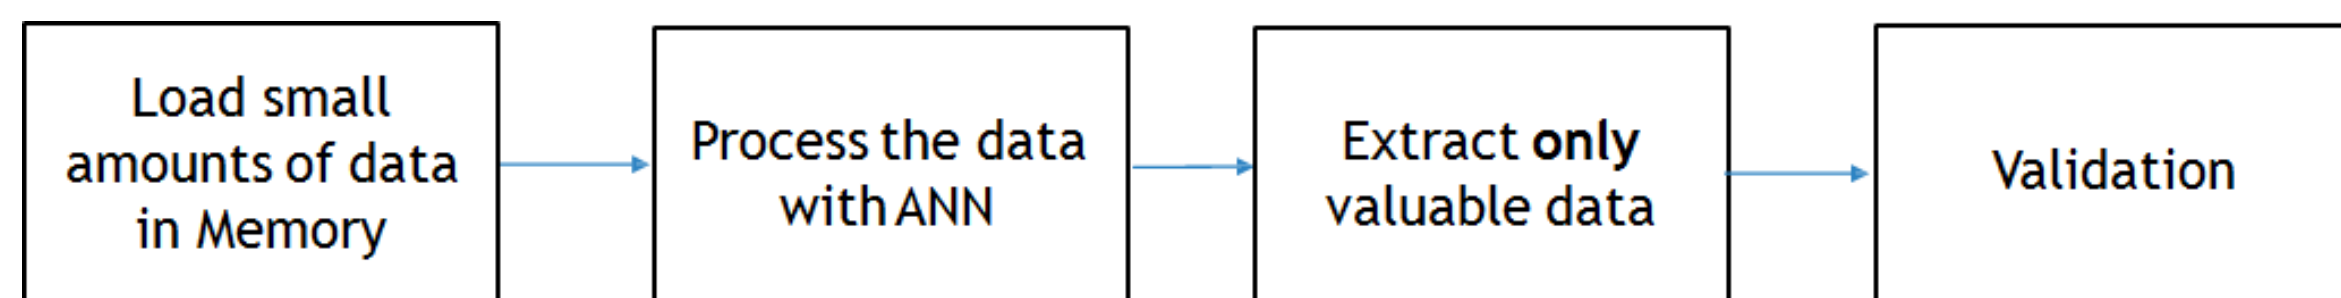 Load small
amounts of data
in Memory
Process the data
with ANN
Extract only
valuable data
Validation